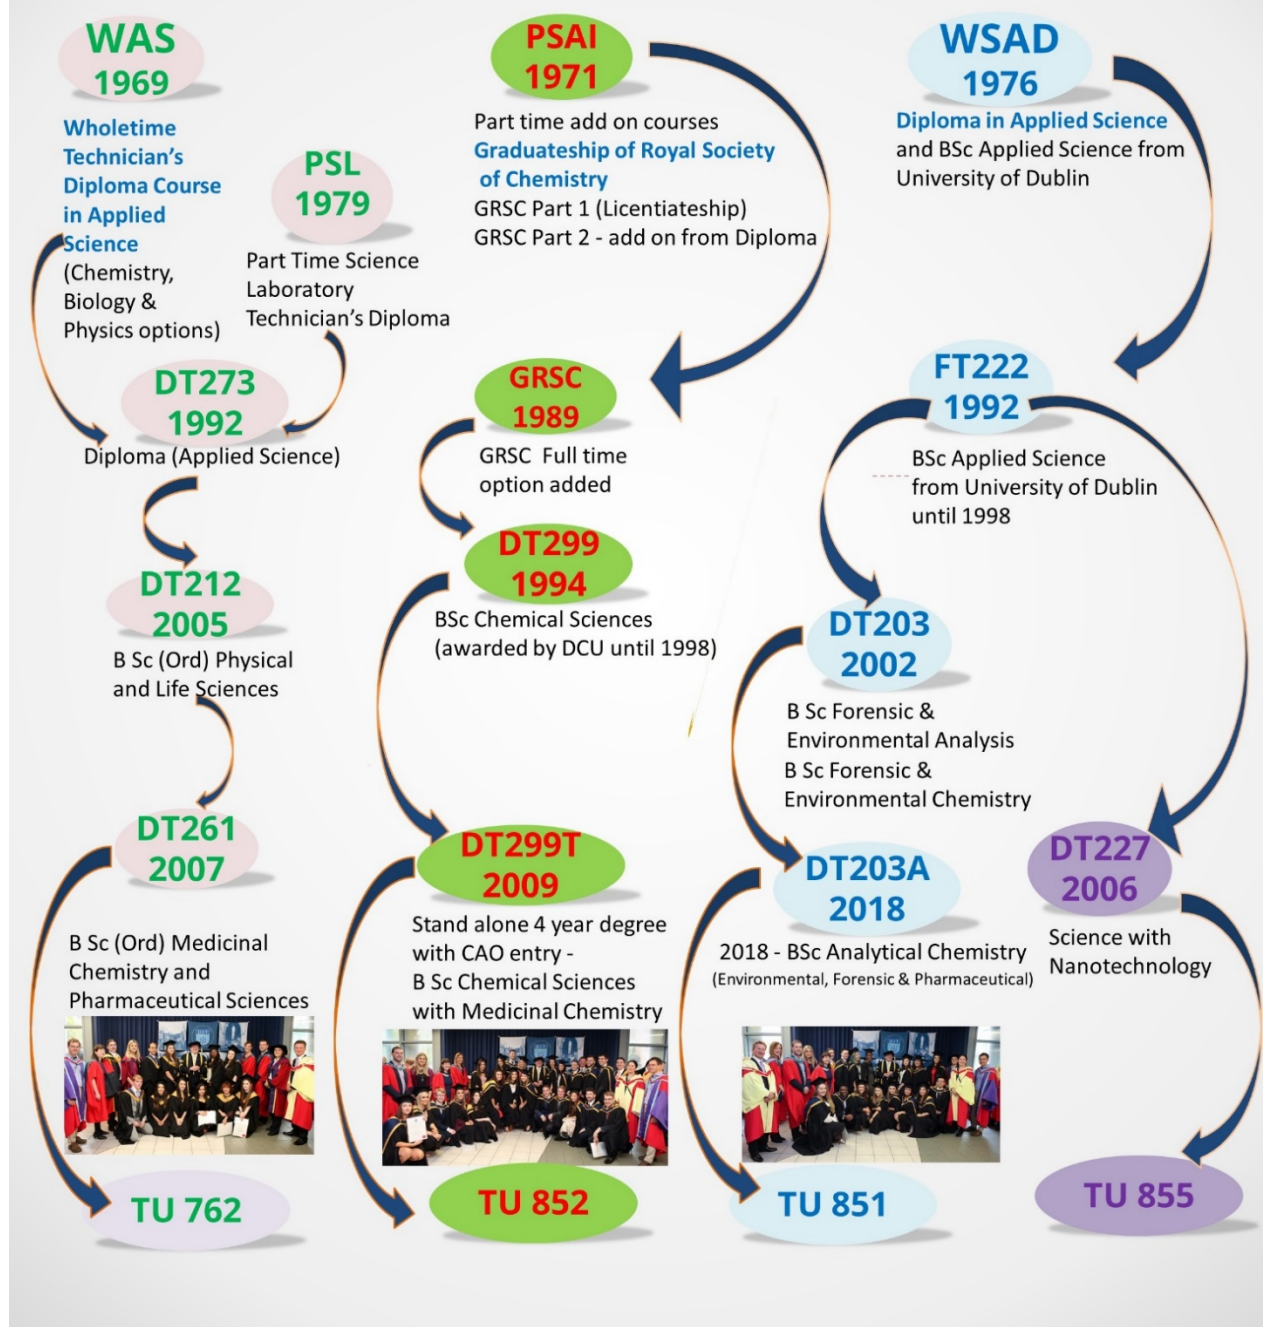 WAS
1969
Wholetime
Technician’s
Diploma Course
in Applied
Science
(Chemistry,
Biology &
Physics options)
PSL
1979
Part Time Science
Laboratory
Technician’s Diploma
DT273
1992
Diploma (Applied Science)
DT212
2005
B Sc (Ord) Physical
and Life Sciences
DT261
2007
B Sc (Ord) Medicinal
Chemistry and
Pharmaceutical Sciences
TU 762
PSAI
1971
Part time add on courses
Graduateship of Royal Society
of Chemistry
GRSC Part 1 (Licentiateship)
GRSC Part 2 - add on from Diploma
GRSC
1989
GRSC Full time
option added
DT299
1994
BSc Chemical Sciences
(awarded by DCU until 1998)
DT299T
2009
Stand alone 4 year degree
with CAO entry -
B Sc Chemical Sciences
with Medicinal Chemistry
TU 852
WSAD
1976
Diploma in Applied Science
and BSc Applied Science from
University of Dublin
FT222
1992
BSc Applied Science
from University of Dublin
until 1998
DT203
2002
B Sc Forensic &
Environmental Analysis
B Sc Forensic &
Environmental Chemistry
DT203A
2018
2018 - BSc Analytical Chemistry
(Environmental, Forensic & Pharmaceutical)
TU 851
DT227
2006
Science with
Nanotechnology
TU 855